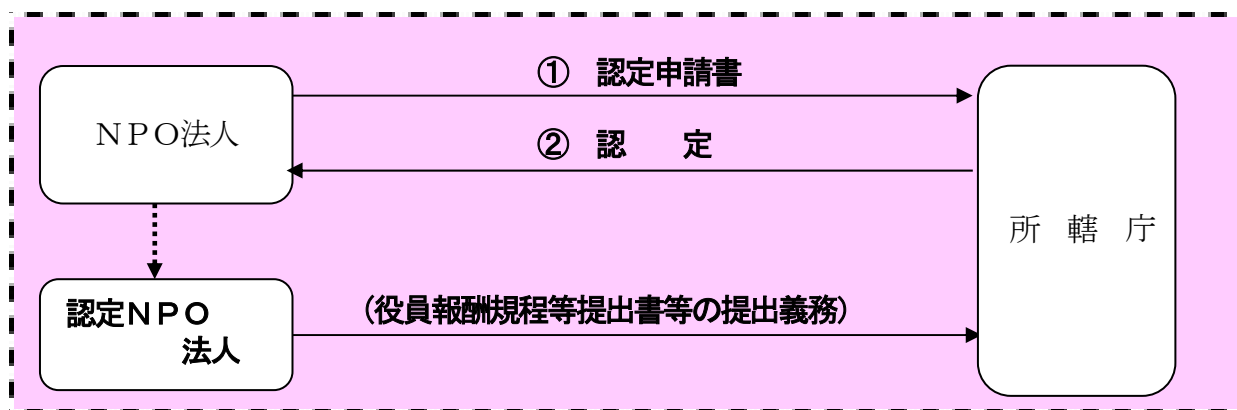 ① 認定申請書
ＮＰＯ法人
② 認　　定
所　轄　庁
認定ＮＰＯ
法人
（役員報酬規程等提出書等の提出義務）